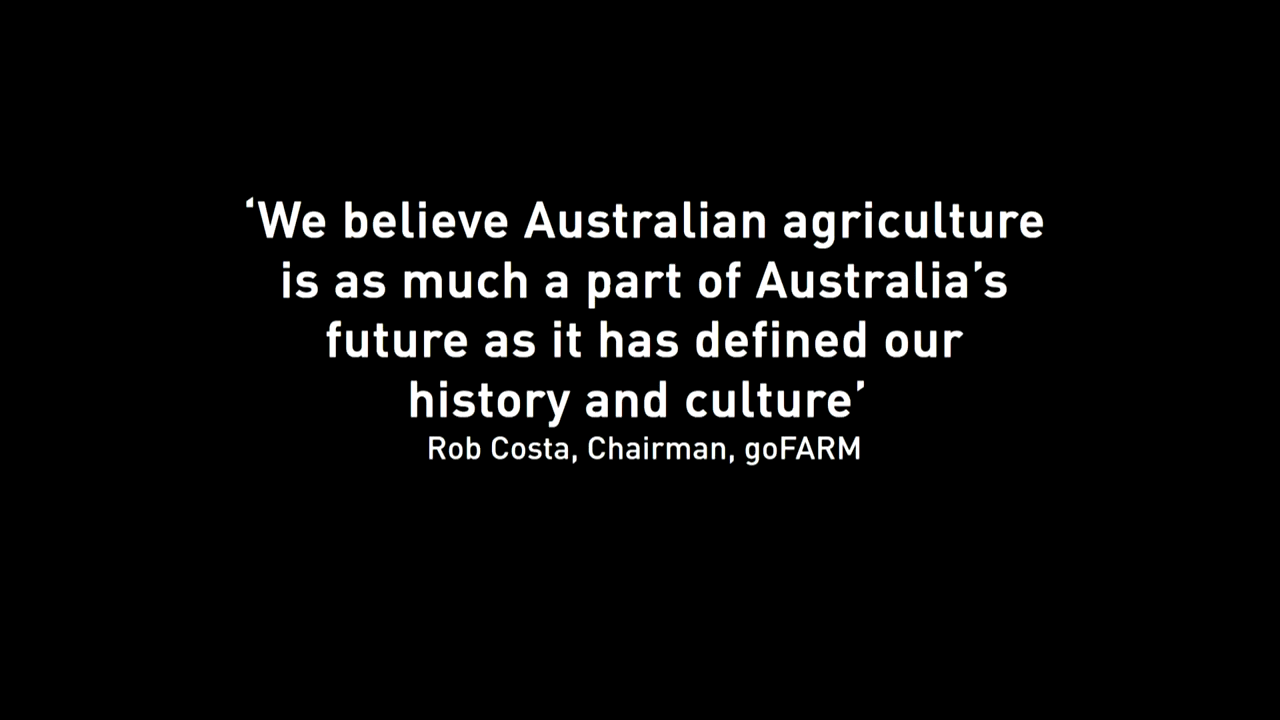 ‘We believe Australian agriculture
is as much a part of Australia’s
future as it has defined our
history and culture’
Rob Costa, Chairman, goFARM